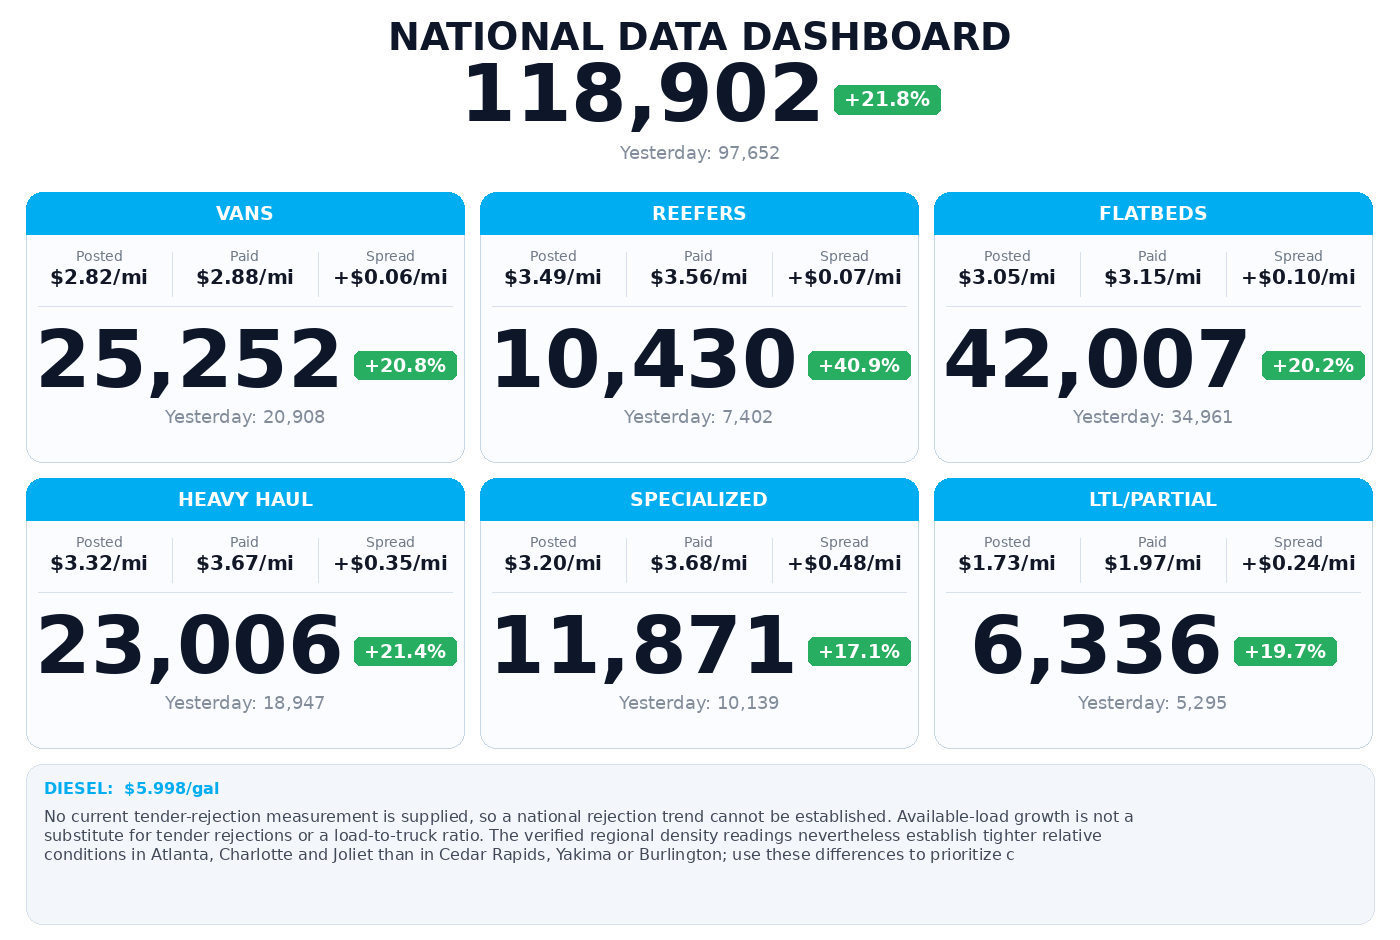 NATIONAL DATA DASHBOARD
118,902 +21.8%
Yesterday: 97,652
VANS
Posted Paid Spread
$2.82/mi $2.88/mi +$0.06/mi
25,252 +20.8%
Yesterday: 20,908
REEFERS
Posted Paid Spread
$3.49/mi $3.56/mi +$0.07/mi
10,430 +40.9%
Yesterday: 7,402
FLATBEDS
Posted Paid Spread
$3.05/mi $3.15/mi +$0.10/mi
42,007 +20.2%
Yesterday: 34,961
HEAVY HAUL
Posted Paid Spread
$3.32/mi $3.67/mi +$0.35/mi
23,006 +21.4%
Yesterday: 18,947
SPECIALIZED
Posted Paid Spread
$3.20/mi $3.68/mi +$0.48/mi
11,871 +17.1%
Yesterday: 10,139
LTL/PARTIAL
Posted Paid Spread
$1.73/mi $1.97/mi +$0.24/mi
6,336 +19.7%
Yesterday: 5,295
DIESEL: $5.998/gal
No current tender-rejection measurement is supplied, so a national rejection trend cannot be established. Available-load growth is not a
substitute for tender rejections or a load-to-truck ratio. The verified regional density readings nevertheless establish tighter relative
conditions in Atlanta, Charlotte and Joliet than in Cedar Rapids, Yakima or Burlington; use these differences to prioritize c